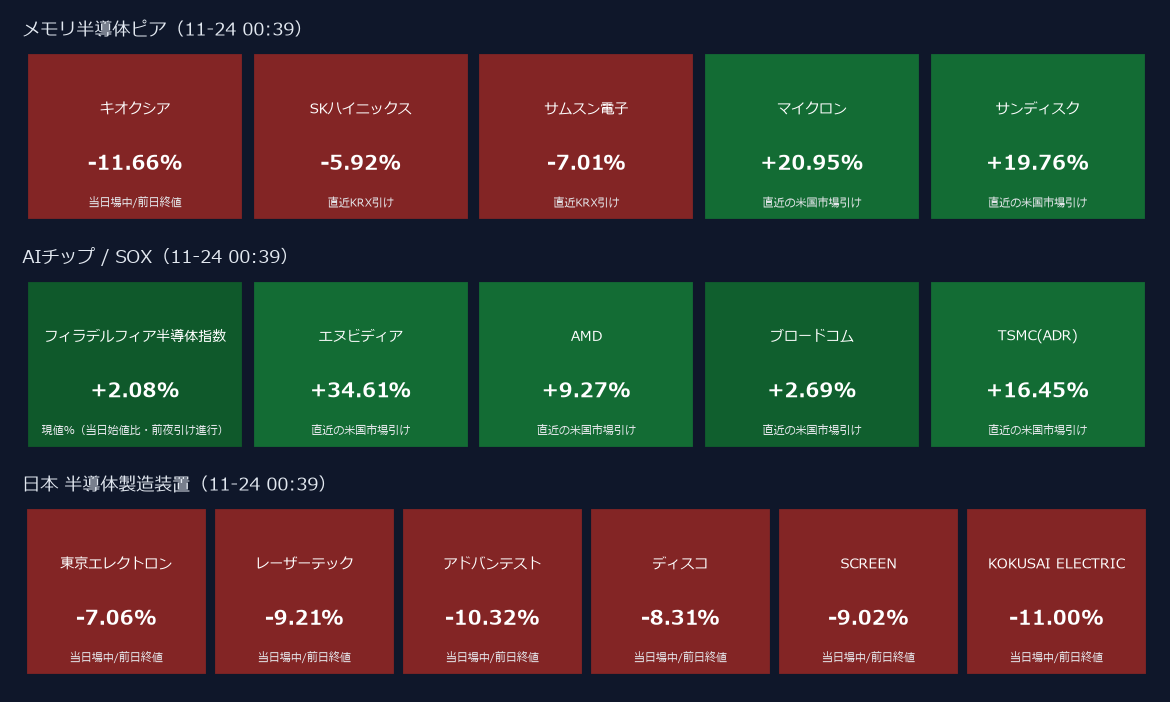 メモリ半導体ピア（11-24 00:39）
キオクシア
-11.66%
当日場中/前日終値
SKハイニックス
-5.92%
直近KRX引け
サムスン電子
-7.01%
直近KRX引け
マイクロン
+20.95%
直近の米国市場引け
サンディスク
+19.76%
直近の米国市場引け
AIチップ / SOX（11-24 00:39）
フィラデルフィア半導体指数
+2.08%
現値%（当日始値比・前夜引け進行）
エヌビディア
+34.61%
直近の米国市場引け
AMD
+9.27%
直近の米国市場引け
ブロードコム
+2.69%
直近の米国市場引け
TSMC(ADR)
+16.45%
直近の米国市場引け
日本 半導体製造装置（11-24 00:39）
東京エレクトロン
-7.06%
当日場中/前日終値
レーザーテック
-9.21%
当日場中/前日終値
アドバンテスト
-10.32%
当日場中/前日終値
ディスコ
-8.31%
当日場中/前日終値
SCREEN
-9.02%
当日場中/前日終値
KOKUSAI ELECTRIC
-11.00%
当日場中/前日終値